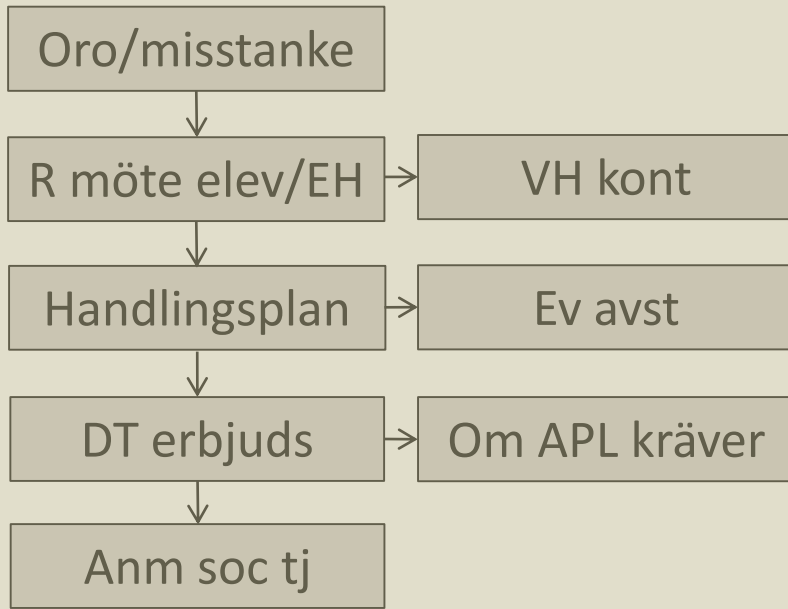 Oro/misstanke
R möte elev/EH
VH kont
Handlingsplan
Ev avst
DT erbjuds
Om APL kräver
Anm soc tj